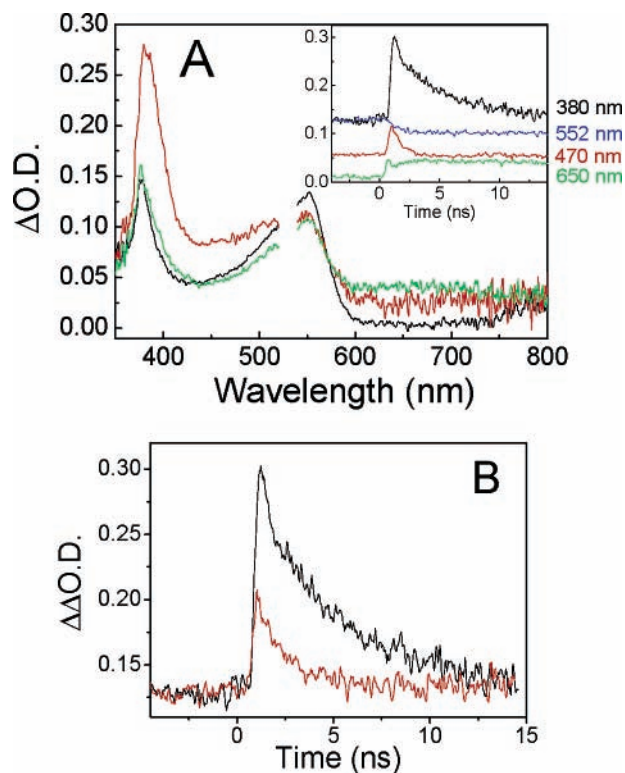 A
ΔO.D.
0.30
0.25
0.20
0.15
0.10
0.05
0.00
400 500 600 700 800
Wavelength (nm)
0.3
0.2
0.1
0.0
0 5 10
Time (ns)
380 nm
552 nm
470 nm
650 nm
B
ΔΔO.D.
0.30
0.25
0.20
0.15
0 5 10 15
Time (ns)